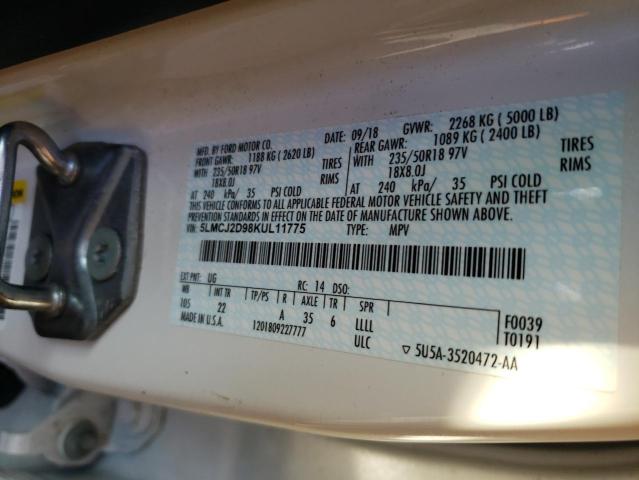 MFD. BY FORD MOTOR CO.
DATE: 09/18 GVWR: 2268 KG ( 5000 LB)
FRONT GAWR: 1188 KG ( 2620 LB) REAR GAWR: 1089 KG ( 2400 LB)
WITH 235/50R18 97V TIRES WITH 235/50R18 97V TIRES
18X8.0J RIMS 18X8.0J RIMS
AT 240 kPa/ 35 PSI COLD AT 240 kPa/ 35 PSI COLD
THIS VEHICLE CONFORMS TO ALL APPLICABLE FEDERAL MOTOR VEHICLE SAFETY AND THEFT
PREVENTION STANDARDS IN EFFECT ON THE DATE OF MANUFACTURE SHOWN ABOVE.
VIN: 5LMCJ2D98KUL11775 TYPE: MPV
EXT PNT: UG RC: 14 DSO:
WB INT TR TP/PS R AXLE TR SPR
105 22 A 35 6 LLLL F0039
MADE IN U.S.A. 1201809227777 ULC T0191
▽ 5U5A-3520472-AA